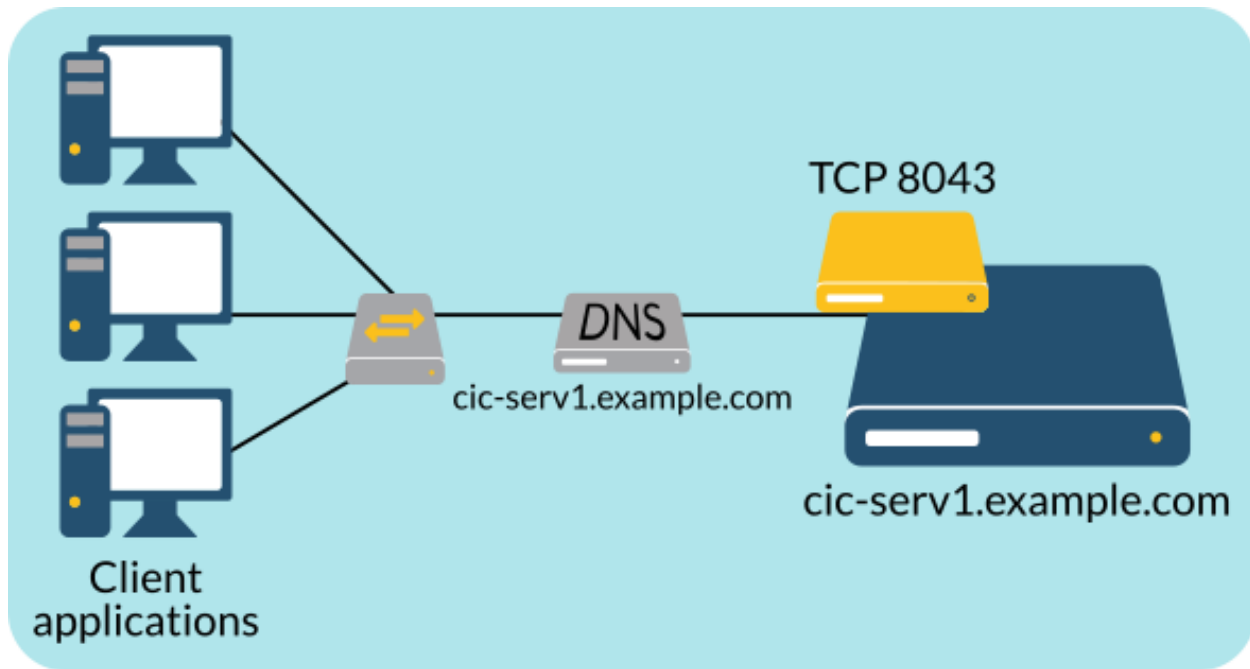 TCP 8043
DNS
cic-serv1.example.com
cic-serv1.example.com
Client
applications